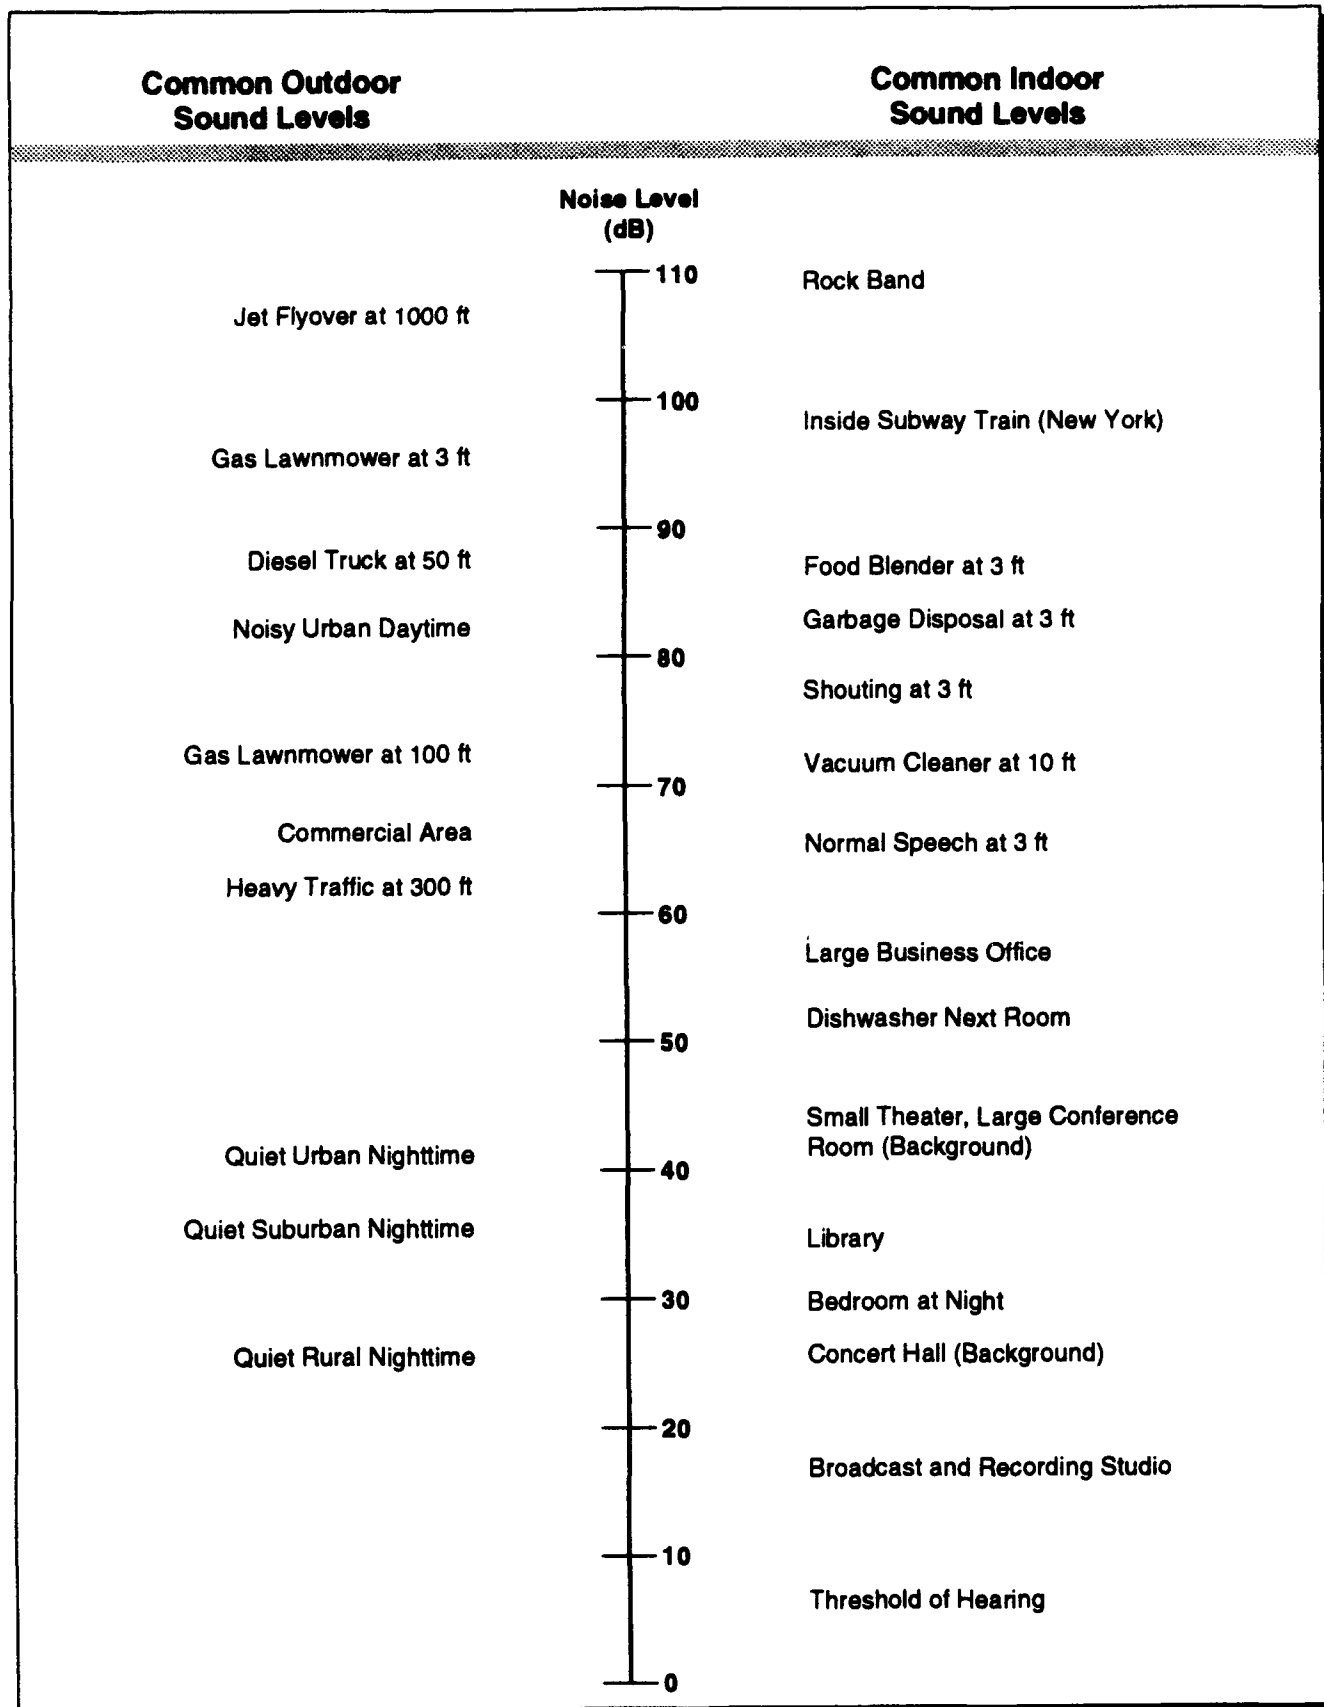 Common Outdoor
Sound Levels
Common Indoor
Sound Levels
Noise Level
(dB)
110
Rock Band
Jet Flyover at 1000 ft
100
Inside Subway Train (New York)
Gas Lawnmower at 3 ft
90
Diesel Truck at 50 ft
Food Blender at 3 ft
Garbage Disposal at 3 ft
Noisy Urban Daytime
80
Shouting at 3 ft
Gas Lawnmower at 100 ft
Vacuum Cleaner at 10 ft
70
Commercial Area
Normal Speech at 3 ft
Heavy Traffic at 300 ft
60
Large Business Office
Dishwasher Next Room
50
Small Theater, Large Conference
Room (Background)
Quiet Urban Nighttime
40
Quiet Suburban Nighttime
Library
30
Bedroom at Night
Quiet Rural Nighttime
Concert Hall (Background)
20
Broadcast and Recording Studio
10
Threshold of Hearing
0